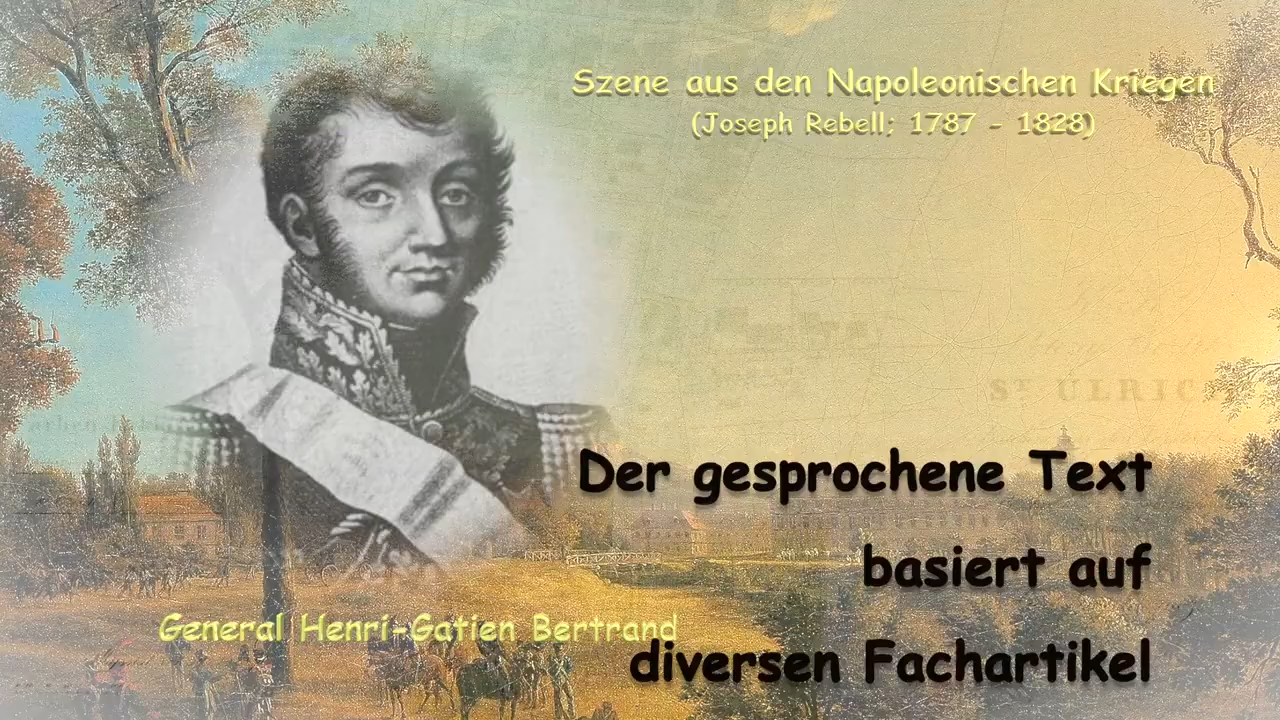 Szene aus den Napoleonischen Kriegen
(Joseph Rebell; 1787 - 1828)
ST ULRICH
Der gesprochene Text
basiert auf
General Henri-Gatien Bertrand
diversen Fachartikel